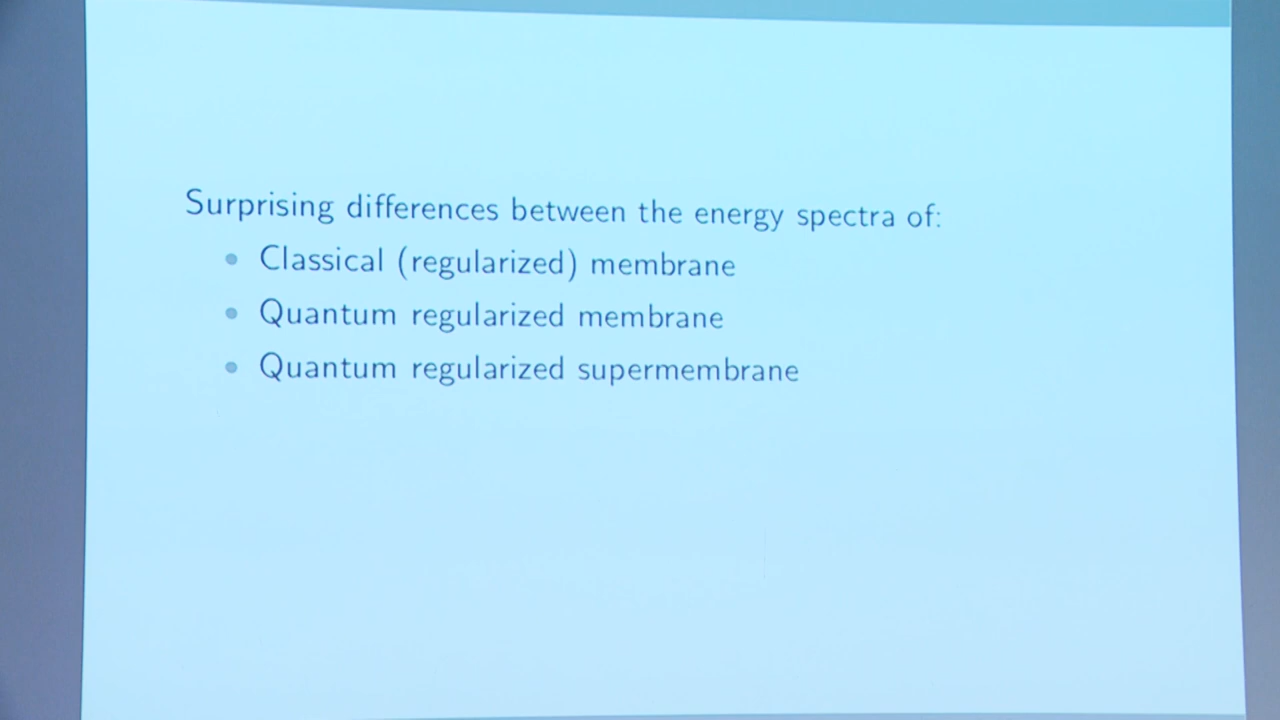 Surprising differences between the energy spectra of:
• Classical (regularized) membrane
• Quantum regularized membrane
• Quantum regularized supermembrane